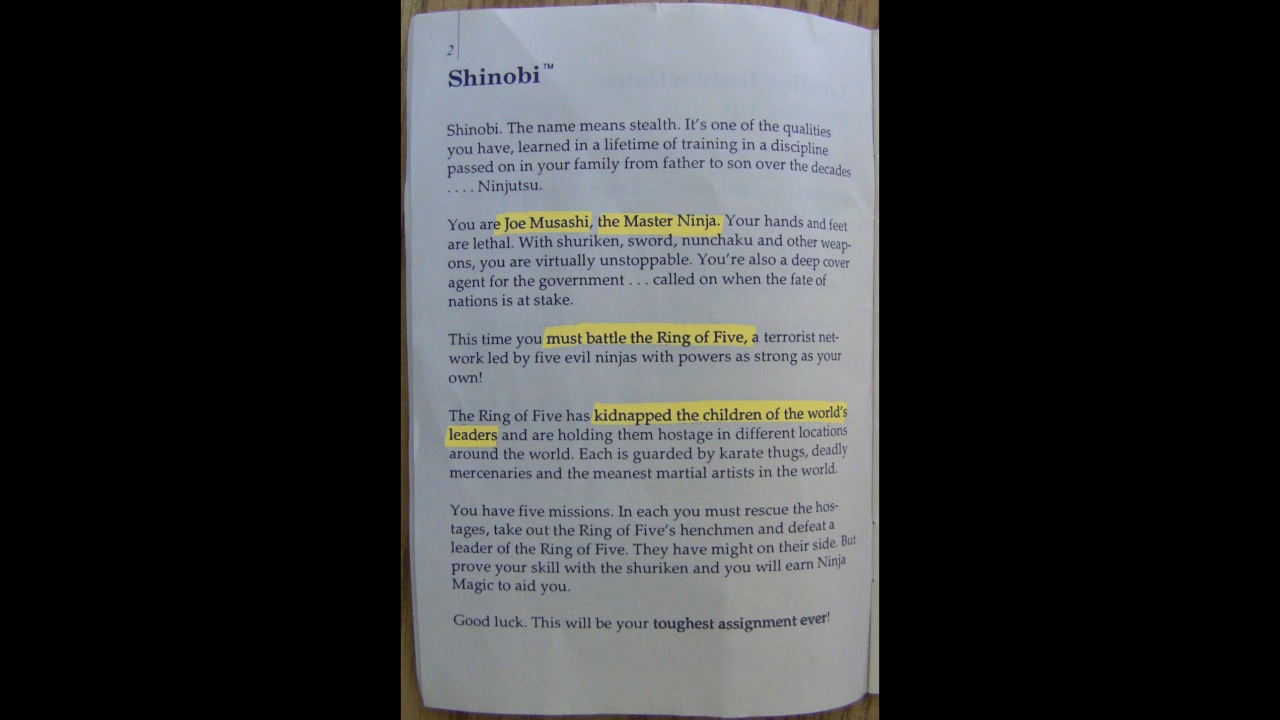 2
Shinobi™
Shinobi. The name means stealth. It's one of the qualities
you have, learned in a lifetime of training in a discipline
passed on in your family from father to son over the decades
. . . . Ninjutsu.
You are Joe Musashi, the Master Ninja. Your hands and feet
are lethal. With shuriken, sword, nunchaku and other weap-
ons, you are virtually unstoppable. You're also a deep cover
agent for the government . . . called on when the fate of
nations is at stake.
This time you must battle the Ring of Five, a terrorist net-
work led by five evil ninjas with powers as strong as your
own!
The Ring of Five has kidnapped the children of the world's
leaders and are holding them hostage in different locations
around the world. Each is guarded by karate thugs, deadly
mercenaries and the meanest martial artists in the world.
You have five missions. In each you must rescue the hos-
tages, take out the Ring of Five's henchmen and defeat a
leader of the Ring of Five. They have might on their side. But
prove your skill with the shuriken and you will earn Ninja
Magic to aid you.
Good luck. This will be your toughest assignment ever!